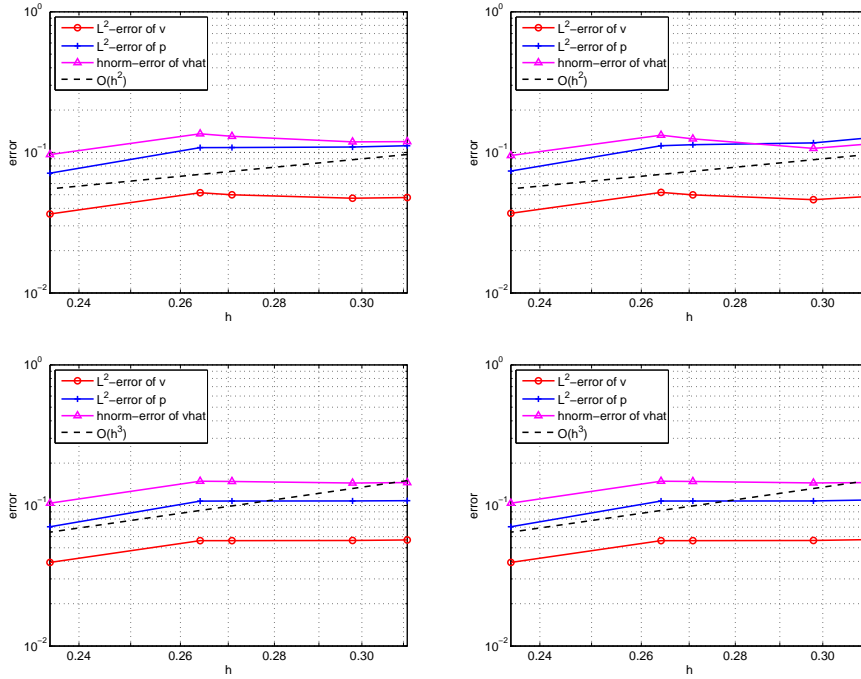 10^0
L^2-error of v
L^2-error of p
hnorm-error of vhat
O(h^2)
error
10^-1
10^-2
0.24
0.26
0.28
0.30
h
10^0
L^2-error of v
L^2-error of p
hnorm-error of vhat
O(h^2)
error
10^-1
10^-2
0.24
0.26
0.28
0.30
h
10^0
L^2-error of v
L^2-error of p
hnorm-error of vhat
O(h^3)
error
10^-1
10^-2
0.24
0.26
0.28
0.30
h
10^0
L^2-error of v
L^2-error of p
hnorm-error of vhat
O(h^3)
error
10^-1
10^-2
0.24
0.26
0.28
0.30
h